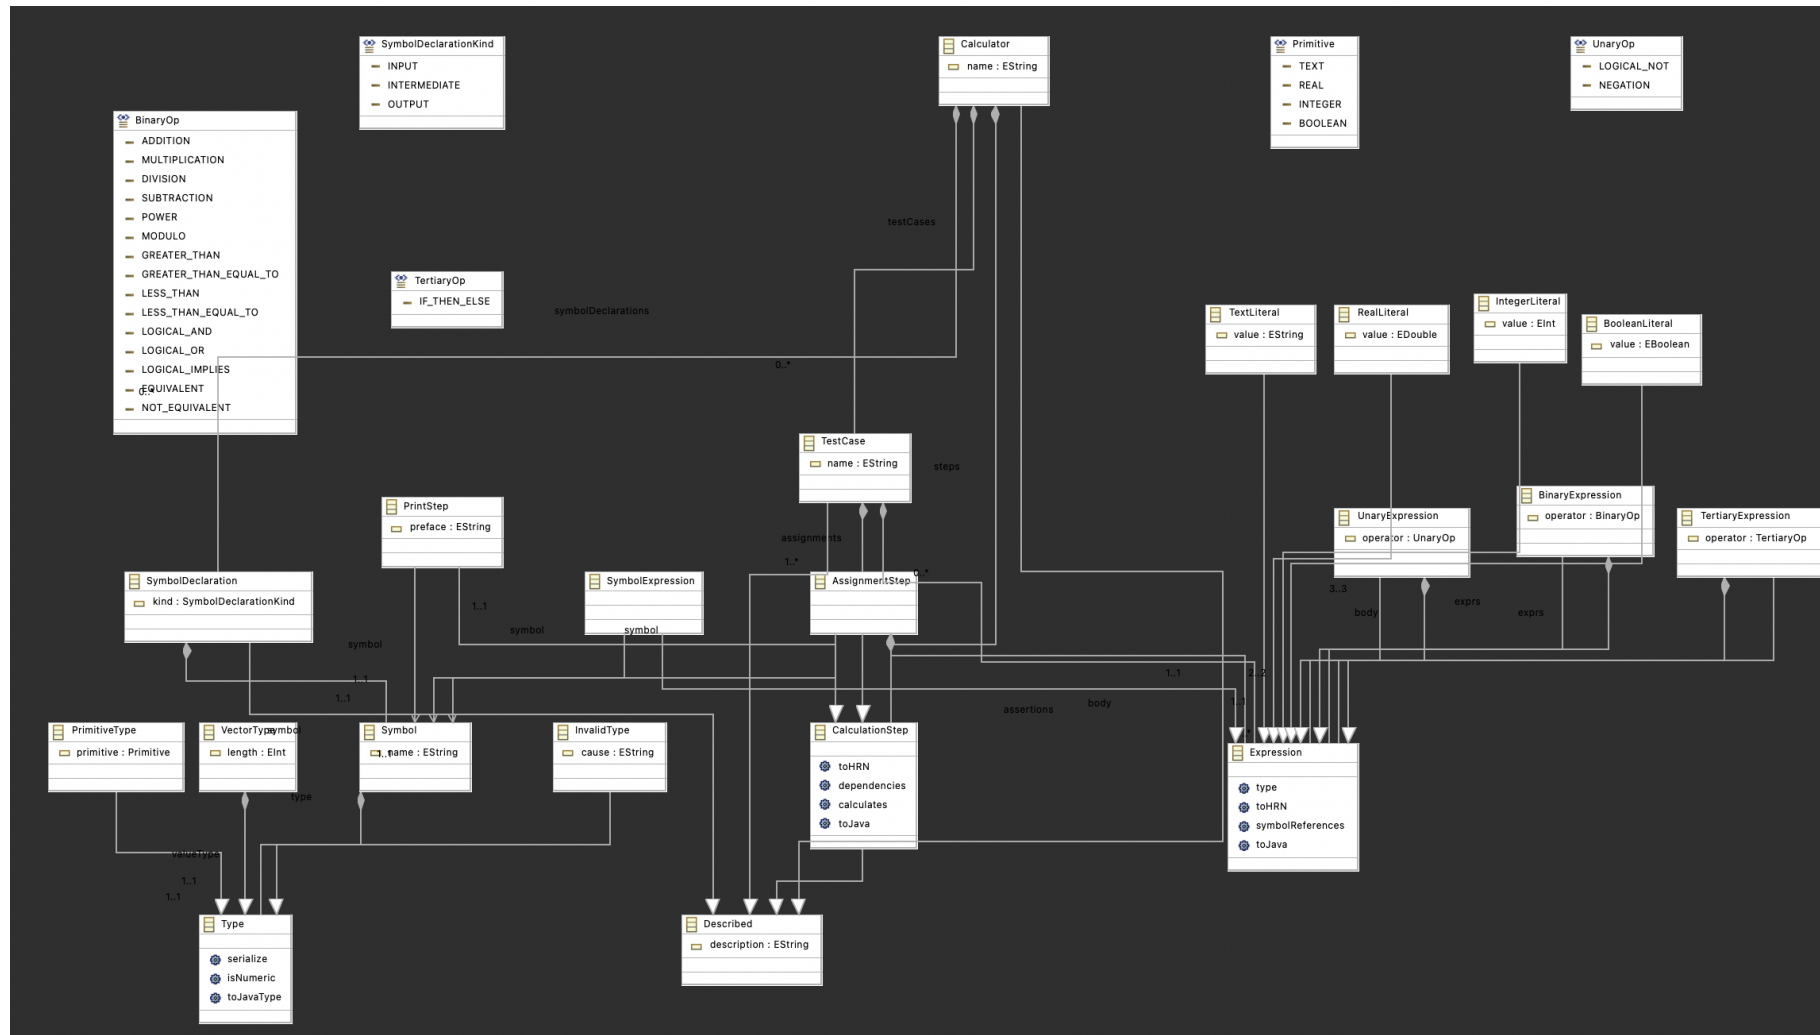 SymbolDeclarationKind
INPUT
INTERMEDIATE
OUTPUT
Calculator
name : EString
Primitive
TEXT
REAL
INTEGER
BOOLEAN
UnaryOp
LOGICAL_NOT
NEGATION
BinaryOp
ADDITION
MULTIPLICATION
DIVISION
SUBTRACTION
POWER
MODULO
GREATER_THAN
GREATER_THAN_EQUAL_TO
LESS_THAN
LESS_THAN_EQUAL_TO
LOGICAL_AND
LOGICAL_OR
LOGICAL_IMPLIES
EQUIVALENT
0..*
NOT_EQUIVALENT
TertiaryOp
IF_THEN_ELSE
testCases
symbolDeclarations
0..*
TextLiteral
value : EString
RealLiteral
value : EDouble
IntegerLiteral
value : EInt
BooleanLiteral
value : EBoolean
TestCase
name : EString
steps
assignments
1..*
0..*
PrintStep
preface : EString
1..1
symbol
SymbolExpression
symbol
AssignmentStep
UnaryExpression
operator : UnaryOp
BinaryExpression
operator : BinaryOp
TertiaryExpression
operator : TertiaryOp
3..3
body
exprs
exprs
SymbolDeclaration
kind : SymbolDeclarationKind
symbol
1..1
1..1
1..1
2..2
1..1
assertions
body
PrimitiveType
primitive : Primitive
VectorType
symbol
length : EInt
Symbol
name : EString
1..1
InvalidType
cause : EString
CalculationStep
toHRN
dependencies
calculates
toJava
Expression
type
toHRN
symbolReferences
toJava
type
valueType
1..1
1..1
Type
serialize
isNumeric
toJavaType
Described
description : EString